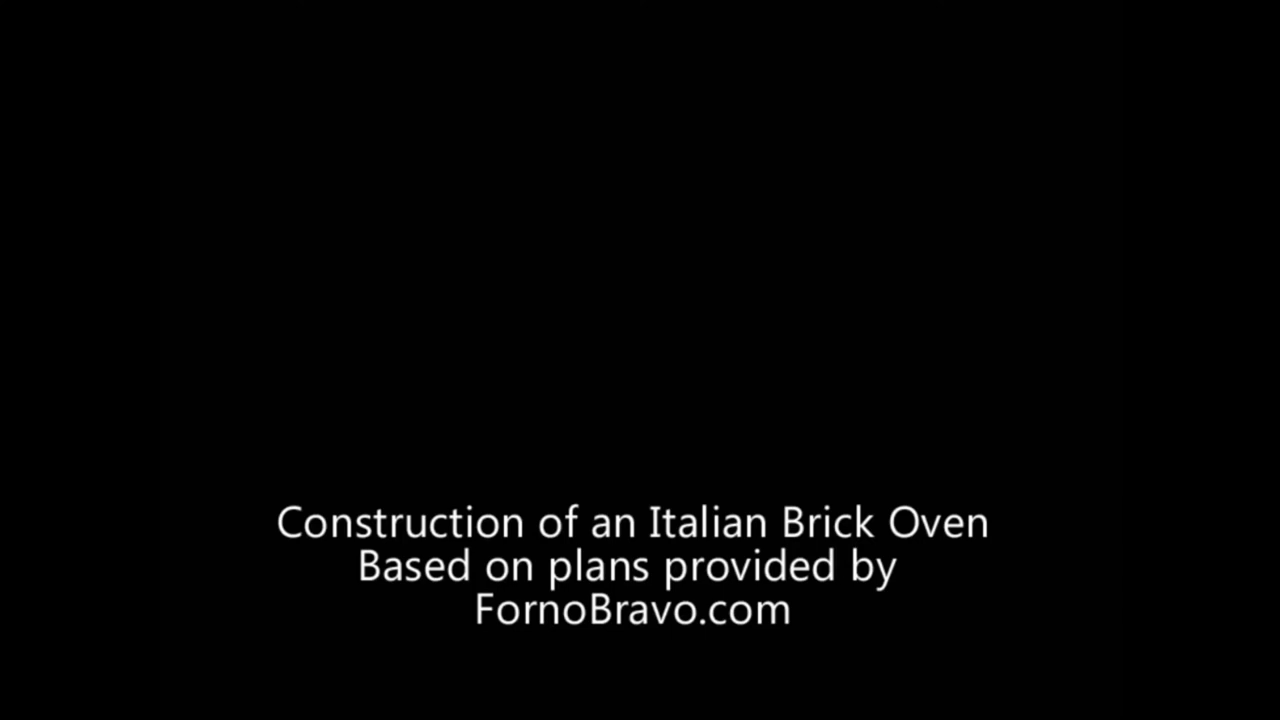 Construction of an Italian Brick Oven
Based on plans provided by
FornoBravo.com